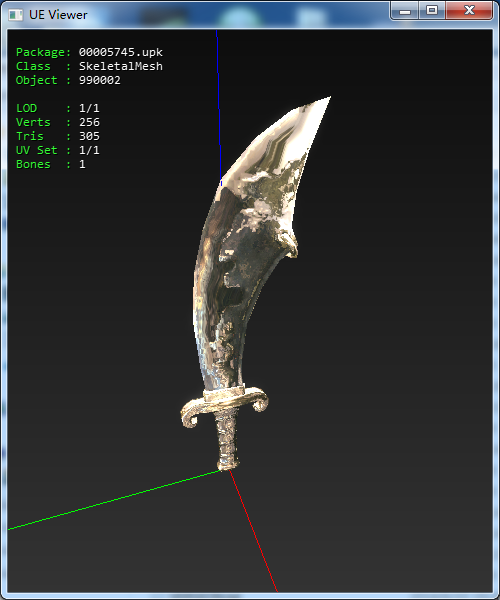 UE Viewer
Package: 00005745.upk
Class : SkeletalMesh
Object : 990002
LOD : 1/1
Verts : 256
Tris : 305
UV Set : 1/1
Bones : 1